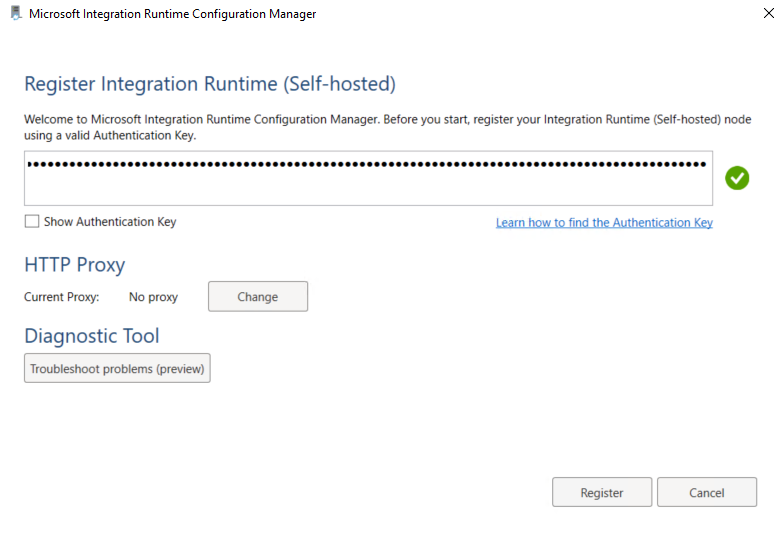 Microsoft Integration Runtime Configuration Manager
Register Integration Runtime (Self-hosted)
Welcome to Microsoft Integration Runtime Configuration Manager. Before you start, register your Integration Runtime (Self-hosted) node
using a valid Authentication Key.
Show Authentication Key
Learn how to find the Authentication Key
HTTP Proxy
Current Proxy: No proxy Change
Diagnostic Tool
Troubleshoot problems (preview)
Register Cancel